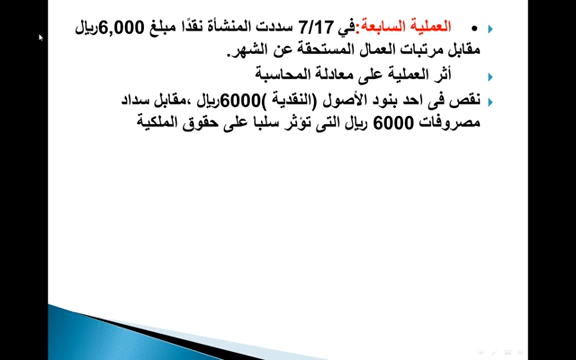 • العملية السابعة:في 7/17 سددت المنشأة نقدًا مبلغ 6,000ريال
مقابل مرتبات العمال المستحقة عن الشهر.
أثر العملية على معادلة المحاسبة
نقص فى احد بنود الأصول (النقدية )6000ريال ،مقابل سداد
مصروفات 6000 ريال التى تؤثر سلبا على حقوق الملكية